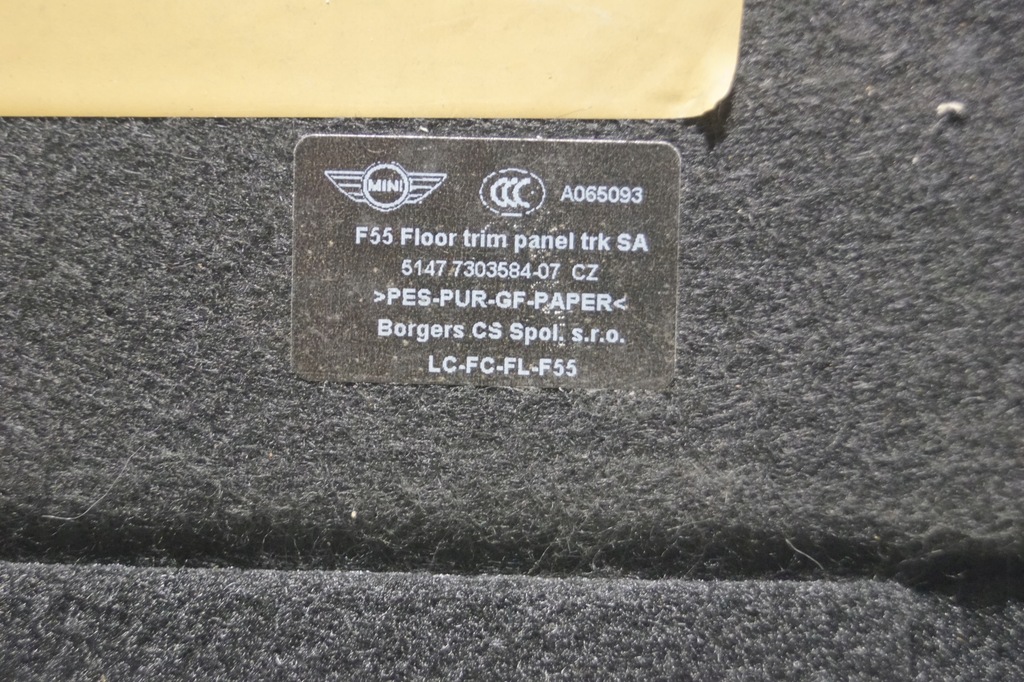 MINI CCC A065093
F55 Floor trim panel trk SA
5147 7303584-07 CZ
>PES-PUR-GF-PAPER<
Borgers CS Spol. s.r.o.
LC-FC-FL-F55